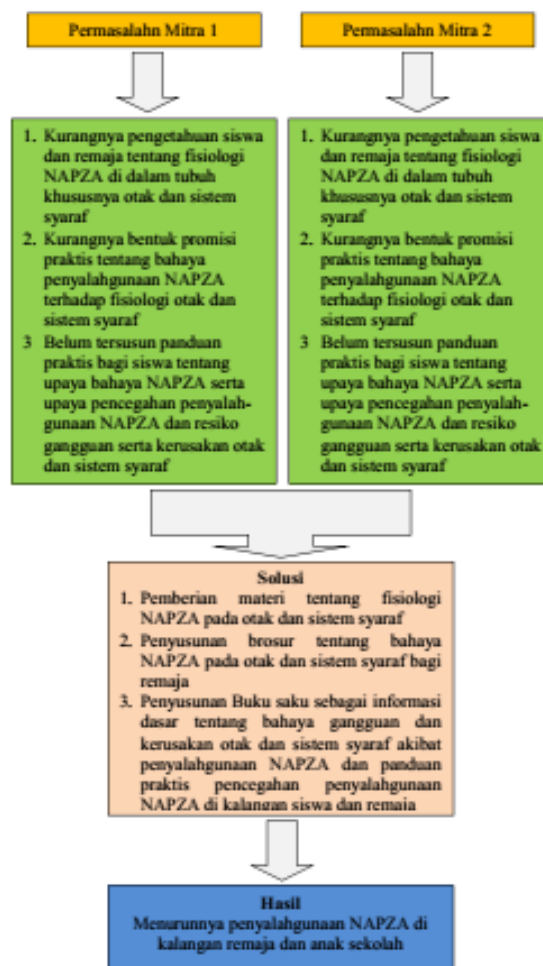 Permasalahn Mitra 1
Permasalahn Mitra 2
1. Kurangnya pengetahuan siswa
dan remaja tentang fisiologi
NAPZA di dalam tubuh
khususnya otak dan sistem
syaraf
2. Kurangnya bentuk promisi
praktis tentang bahaya
penyalahgunaan NAPZA
terhadap fisiologi otak dan
sistem syaraf
3 Belum tersusun panduan
praktis bagi siswa tentang
upaya bahaya NAPZA serta
upaya pencegahan penyalah-
gunaan NAPZA dan resiko
gangguan serta kerusakan otak
dan sistem syaraf
1. Kurangnya pengetahuan siswa
dan remaja tentang fisiologi
NAPZA di dalam tubuh
khususnya otak dan sistem
syaraf
2. Kurangnya bentuk promisi
praktis tentang bahaya
penyalahgunaan NAPZA
terhadap fisiologi otak dan
sistem syaraf
3 Belum tersusun panduan
praktis bagi siswa tentang
upaya bahaya NAPZA serta
upaya pencegahan penyalah-
gunaan NAPZA dan resiko
gangguan serta kerusakan otak
dan sistem syaraf
Solusi
1. Pemberian materi tentang fisiologi
NAPZA pada otak dan sistem syaraf
2. Penyusunan brosur tentang bahaya
NAPZA pada otak dan sistem syaraf bagi
remaja
3. Penyusunan Buku saku sebagai informasi
dasar tentang bahaya gangguan dan
kerusakan otak dan sistem syaraf akibat
penyalahgunaan NAPZA dan panduan
praktis pencegahan penyalahgunaan
NAPZA di kalangan siswa dan remaja
Hasil
Menurunnya penyalahgunaan NAPZA di
kalangan remaja dan anak sekolah